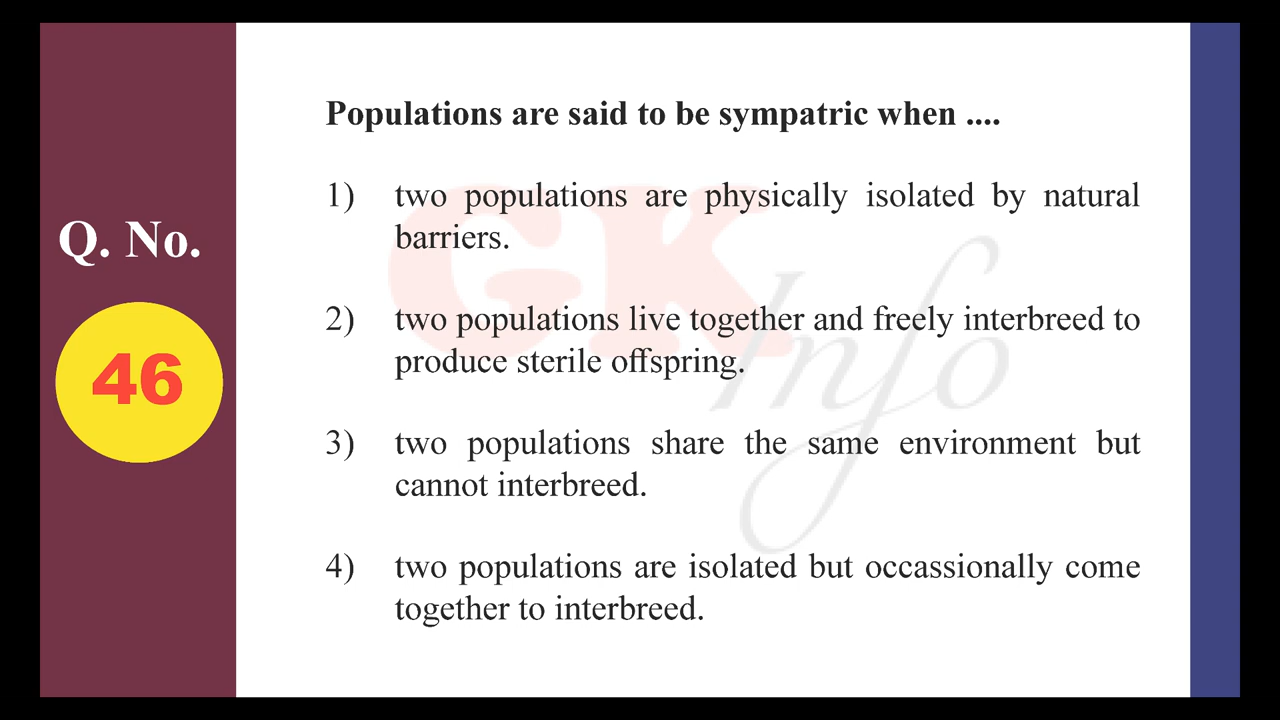 Populations are said to be sympatric when ....
1) two populations are physically isolated by natural
barriers.
Q. No.
2) two populations live together and freely interbreed to
produce sterile offspring.
46
3) two populations share the same environment but
cannot interbreed.
4) two populations are isolated but occassionally come
together to interbreed.
GK Info